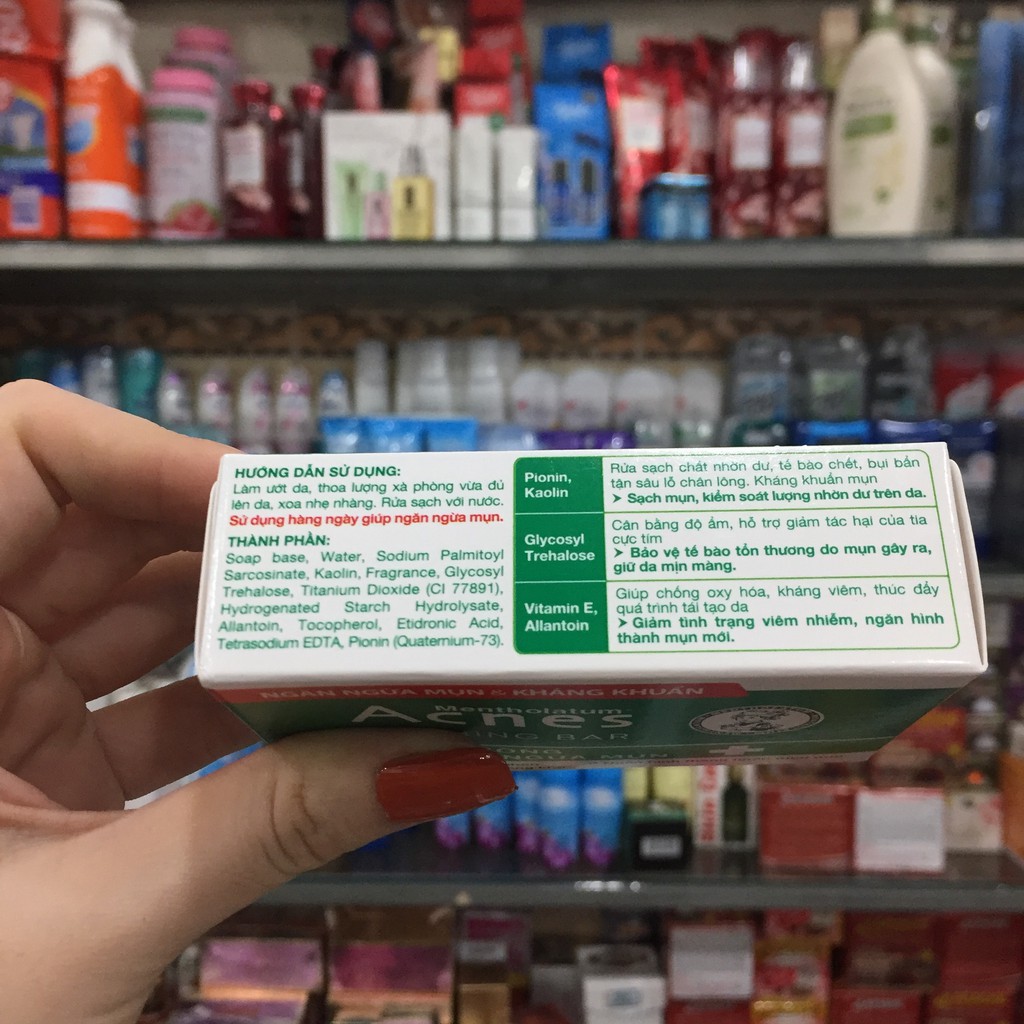 HƯỚNG DẪN SỬ DỤNG:
Làm ướt da, thoa lượng xà phòng vừa đủ
lên da, xoa nhẹ nhàng. Rửa sạch với nước.
Sử dụng hàng ngày giúp ngăn ngừa mụn.
THÀNH PHẦN:
Soap base, Water, Sodium Palmitoyl
Sarcosinate, Kaolin, Fragrance, Glycosyl
Trehalose, Titanium Dioxide (CI 77891),
Hydrogenated Starch Hydrolysate,
Allantoin, Tocopherol, Etidronic Acid,
Tetrasodium EDTA, Pionin (Quaternium-73).
Pionin,
Kaolin
Rửa sạch chất nhờn dư, tế bào chết, bụi bẩn
tận sâu lỗ chân lông. Kháng khuẩn mụn
➤ Sạch mụn, kiểm soát lượng nhờn dư trên da.
Glycosyl
Trehalose
Cân bằng độ ẩm, hỗ trợ giảm tác hại của tia
cực tím
➤ Bảo vệ tế bào tổn thương do mụn gây ra,
giữ da mịn màng.
Vitamin E,
Allantoin
Giúp chống oxy hóa, kháng viêm, thúc đẩy
quá trình tái tạo da
➤ Giảm tình trạng viêm nhiễm, ngăn hình
thành mụn mới.
NGĂN NGỪA MỤN & KHÁNG KHUẨN
Mentholatum
Acnes
BAR